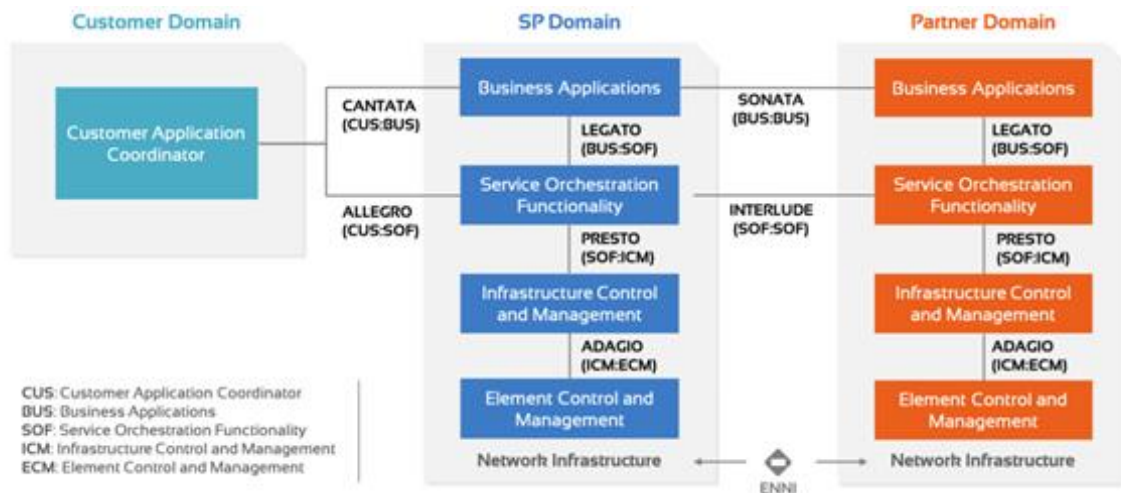 Customer Domain
SP Domain
Partner Domain
Customer Application
Coordinator
CANTATA
(CUS:BUS)
ALLEGRO
(CUS:SOF)
Business Applications
LEGATO
(BUS:SOF)
Service Orchestration
Functionality
PRESTO
(SOF:ICM)
Infrastructure Control
and Management
ADAGIO
(ICM:ECM)
Element Control and
Management
Network Infrastructure
SONATA
(BUS:BUS)
INTERLUDE
(SOF:SOF)
ENNI
Business Applications
LEGATO
(BUS:SOF)
Service Orchestration
Functionality
PRESTO
(SOF:ICM)
Infrastructure Control
and Management
ADAGIO
(ICM:ECM)
Element Control and
Management
Network Infrastructure
CUS: Customer Application Coordinator
BUS: Business Applications
SOF: Service Orchestration Functionality
ICM: Infrastructure Control and Management
ECM: Element Control and Management